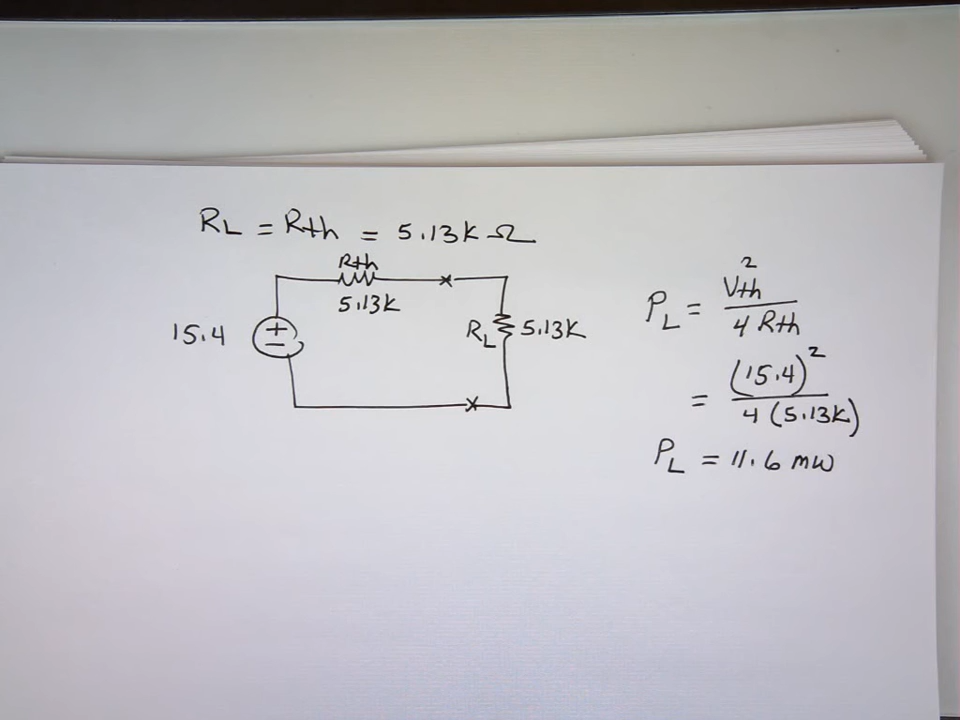 RL = Rth = 5.13k Ω
Rth
5.13K
15.4
+
−
RL 5.13K
PL = Vth² / 4 Rth
= (15.4)² / 4 (5.13K)
PL = 11.6 mW